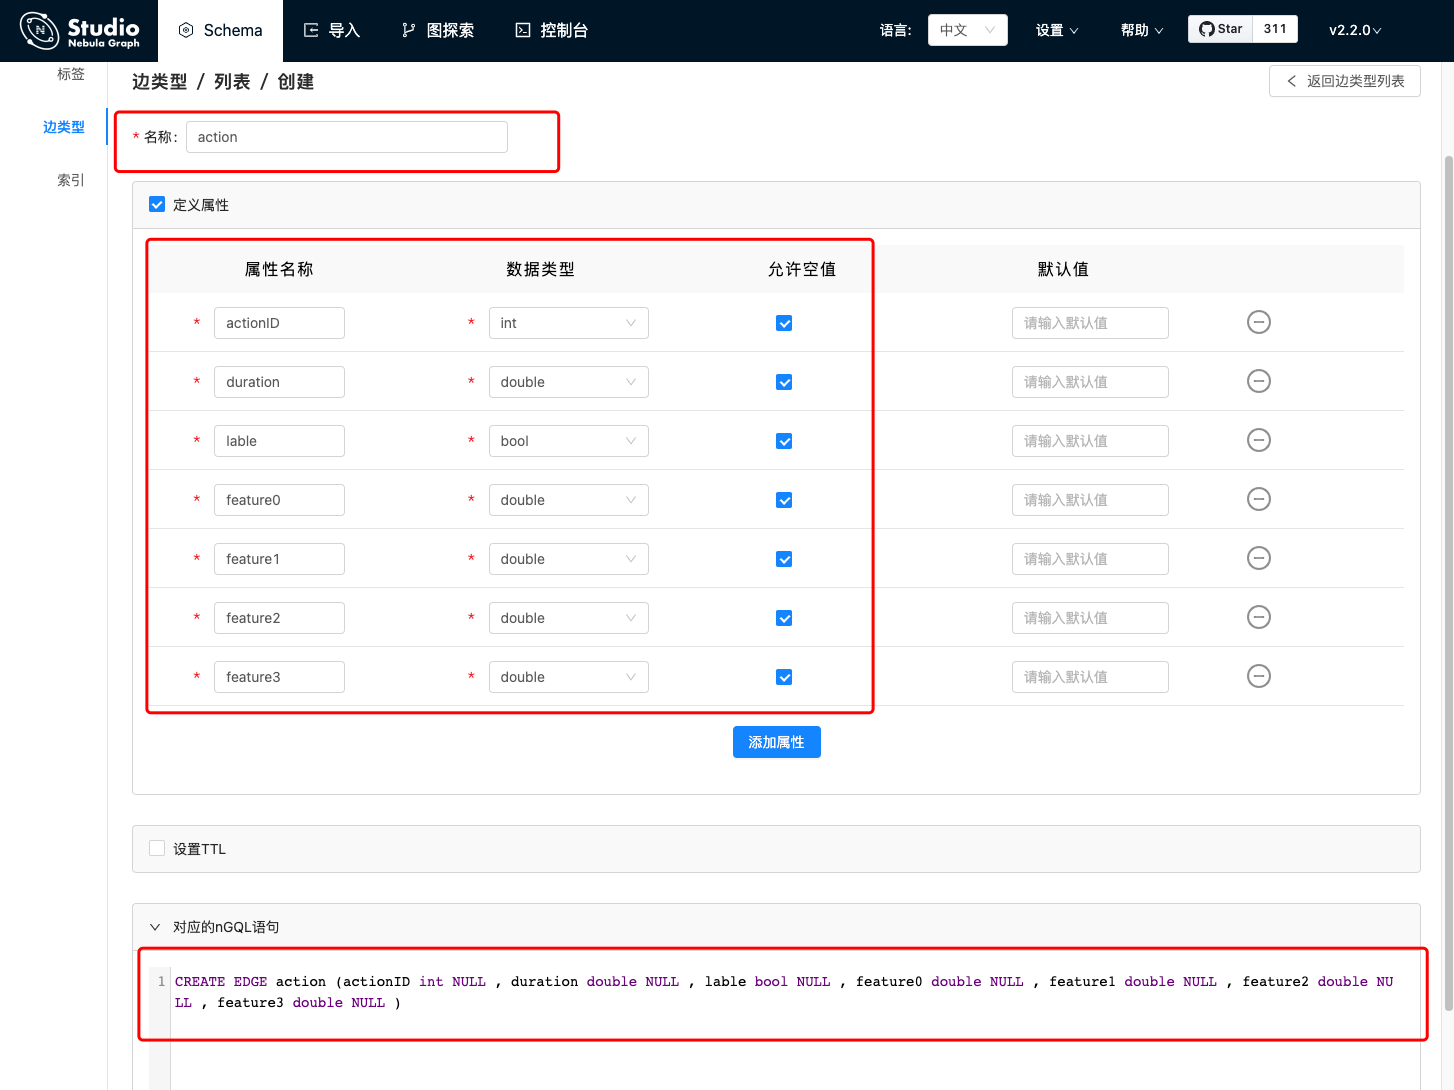 Studio
Nebula Graph
Schema
导入
图探索
控制台
语言:
中文
设置
帮助
Star
311
v2.2.0
标签
边类型
索引
边类型 / 列表 / 创建
返回边类型列表
* 名称:
action
定义属性
属性名称 数据类型 允许空值 默认值
* actionID * int 请输入默认值
* duration * double 请输入默认值
* lable * bool 请输入默认值
* feature0 * double 请输入默认值
* feature1 * double 请输入默认值
* feature2 * double 请输入默认值
* feature3 * double 请输入默认值
添加属性
设置TTL
对应的nGQL语句
1 CREATE EDGE action (actionID int NULL , duration double NULL , lable bool NULL , feature0 double NULL , feature1 double NULL , feature2 double NU
LL , feature3 double NULL )